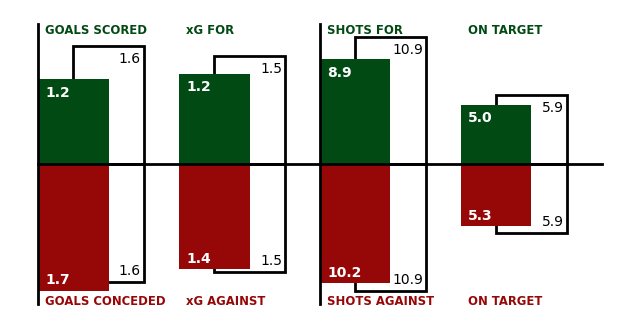 GOALS SCORED xG FOR SHOTS FOR ON TARGET
1.6 1.5 10.9 5.9
1.2 1.2 8.9 5.0
1.7 1.4 10.2 5.3
1.6 1.5 10.9 5.9
GOALS CONCEDED xG AGAINST SHOTS AGAINST ON TARGET